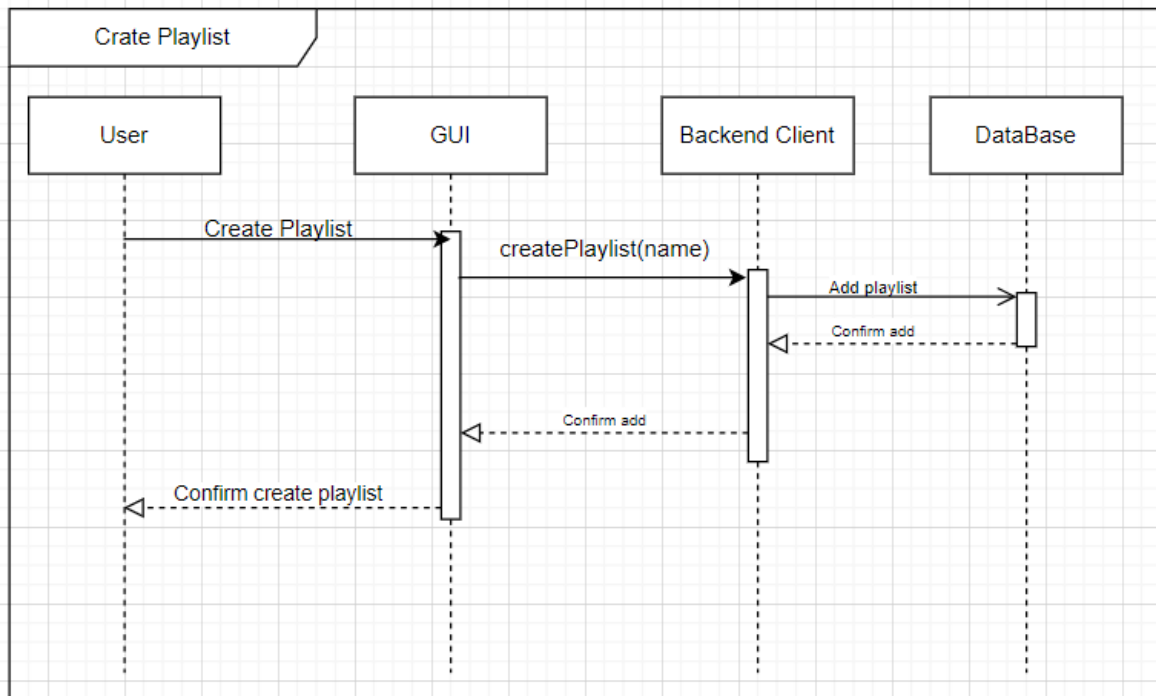 Crate Playlist
User
GUI
Backend Client
DataBase
Create Playlist
createPlaylist(name)
Add playlist
Confirm add
Confirm add
Confirm create playlist